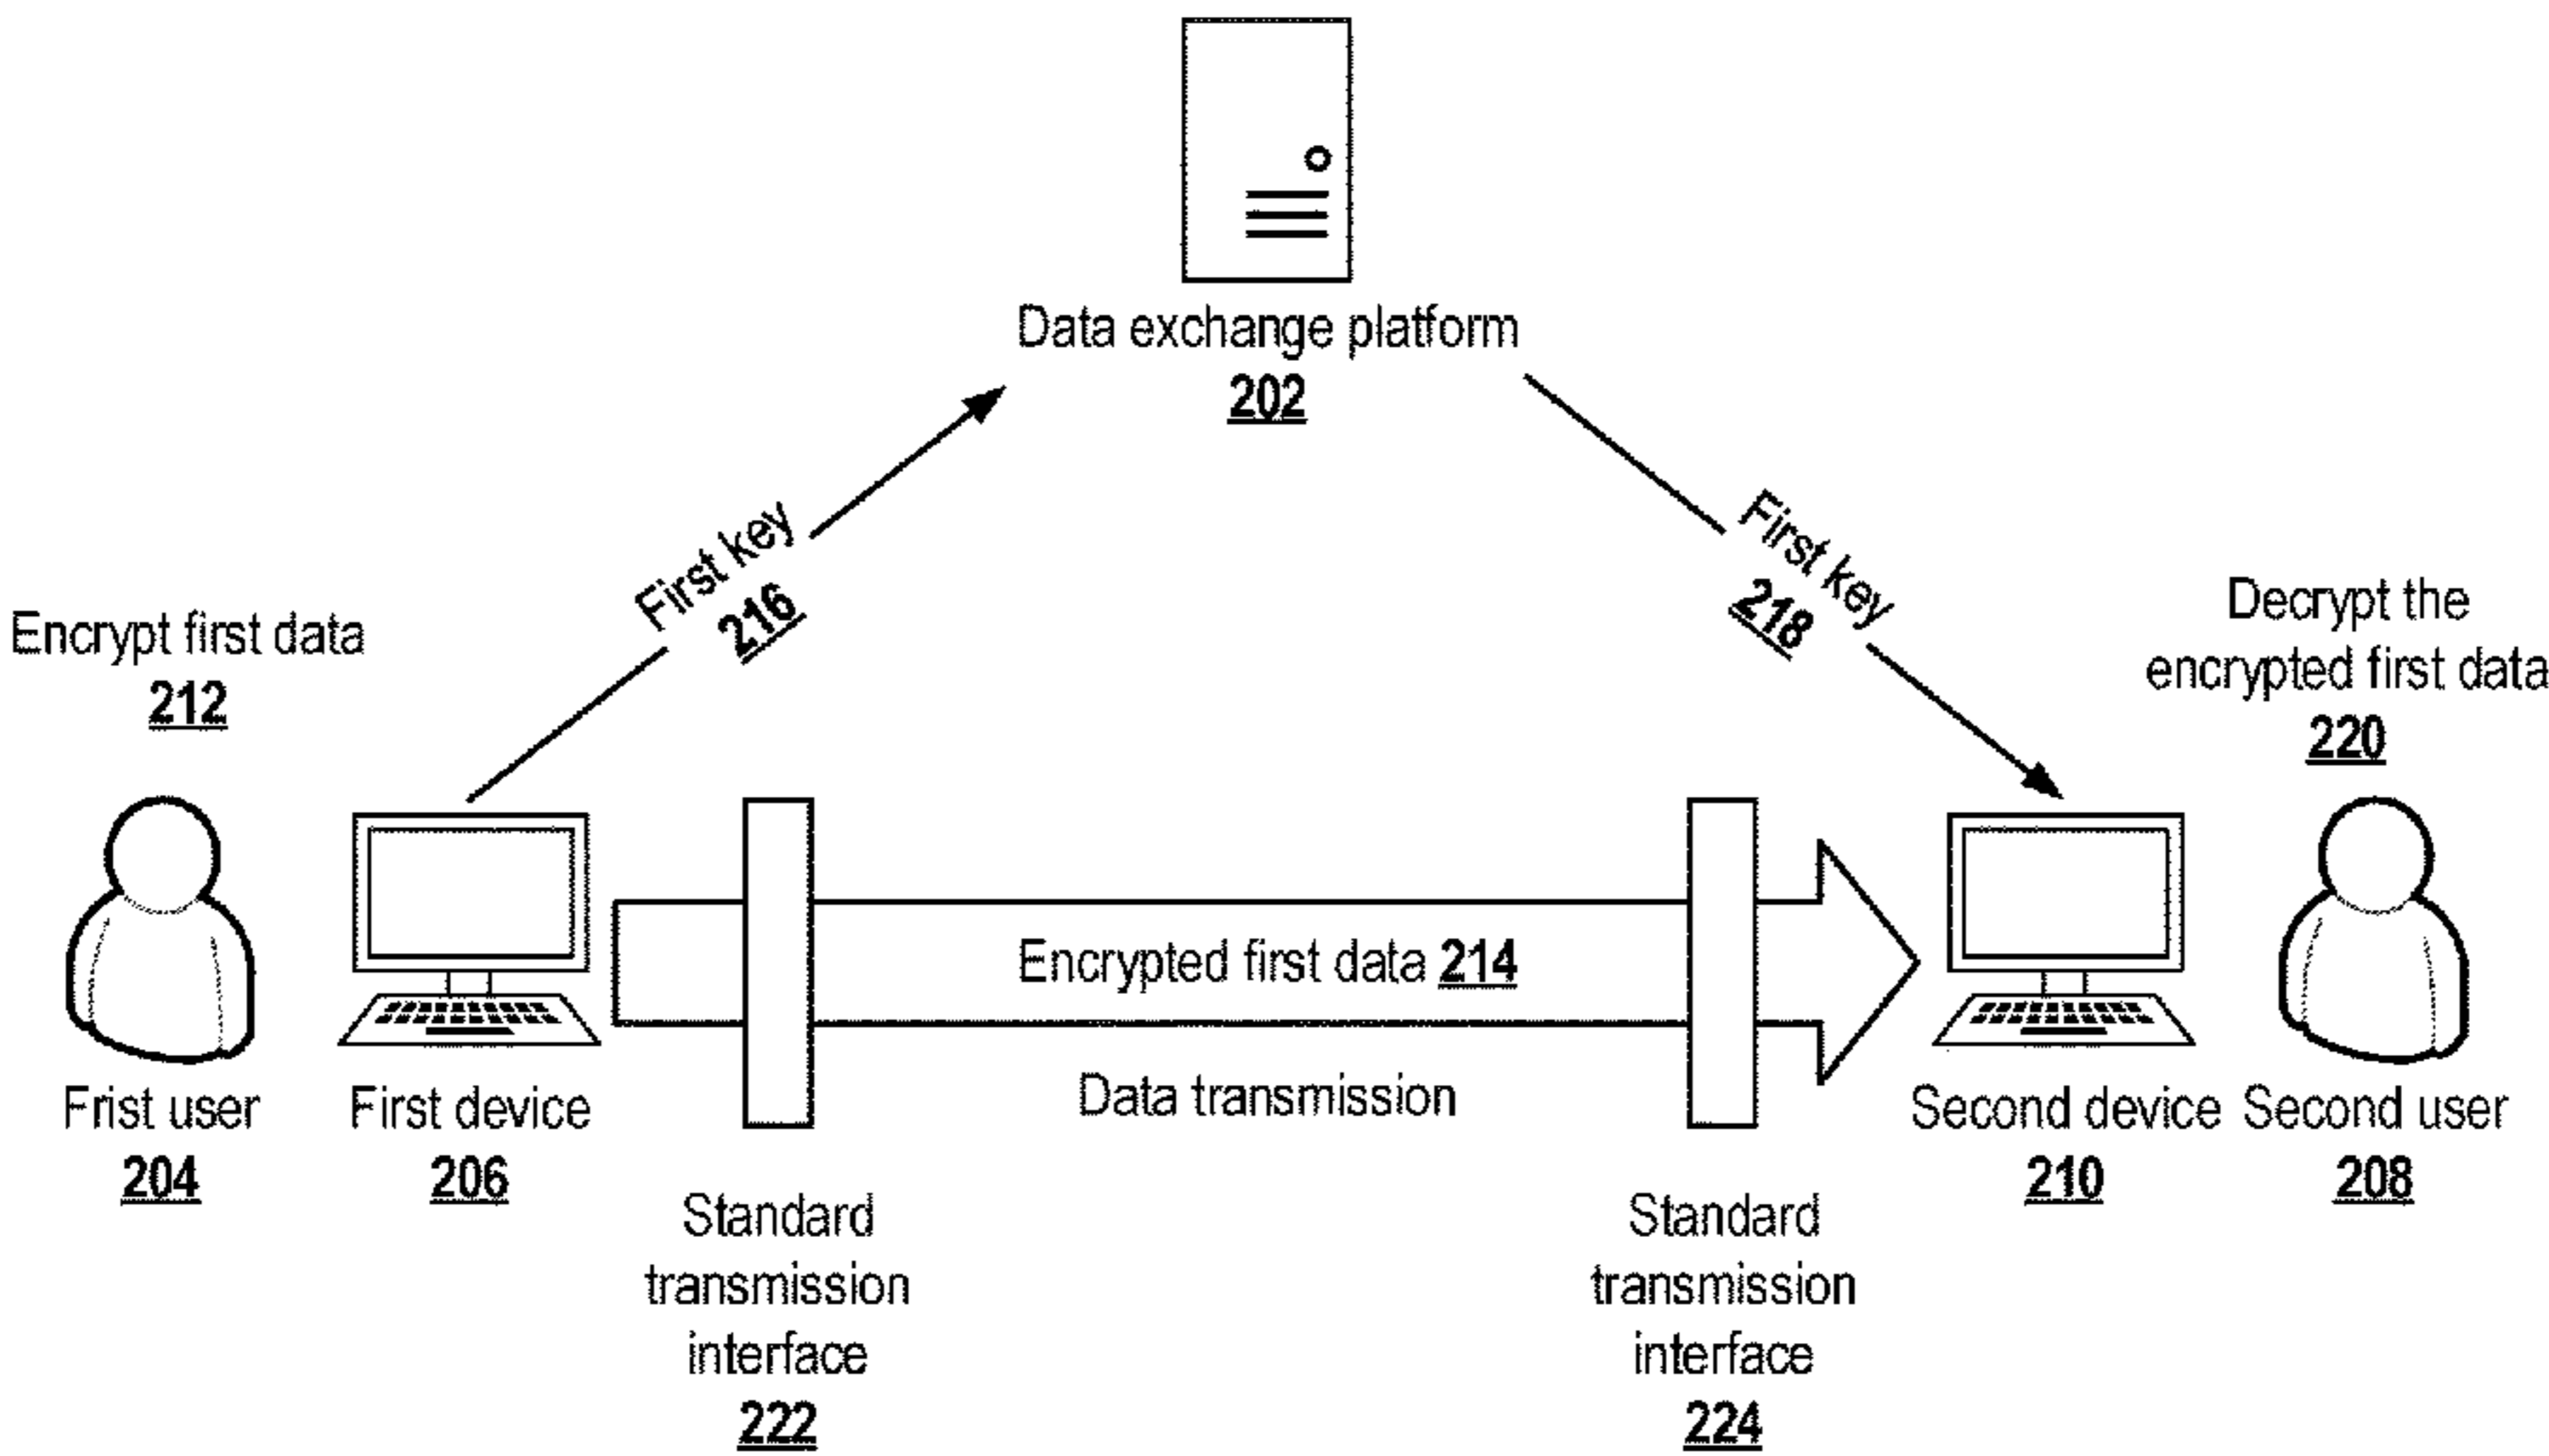 Data exchange platform
202
First key
216
First key
218
Encrypt first data
212
Decrypt the
encrypted first data
220
Encrypted first data 214
Data transmission
Frist user
204
First device
206
Second device
210
Second user
208
Standard
transmission
interface
222
Standard
transmission
interface
224